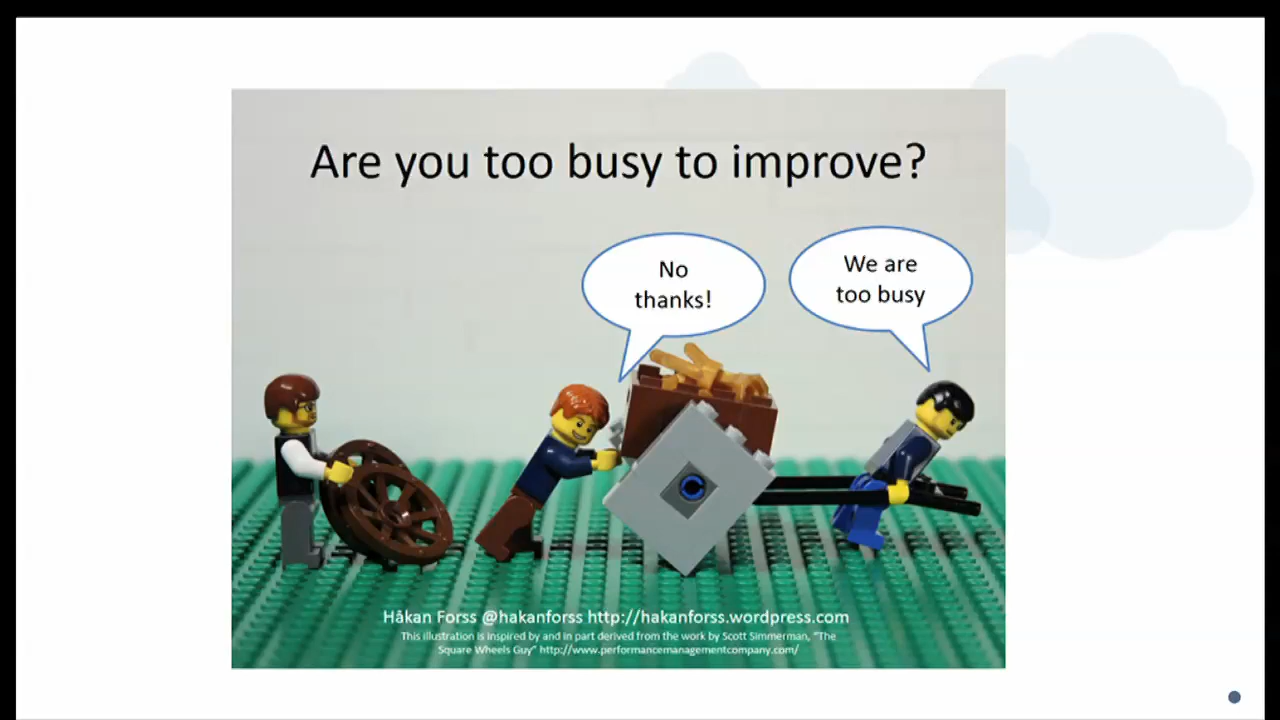 Are you too busy to improve?
No
thanks!
We are
too busy
Håkan Forss @hakanforss http://hakanforss.wordpress.com
This illustration is inspired by and in part derived from the work by Scott Simmerman, "The
Square Wheels Guy" http://www.performancemanagementcompany.com/